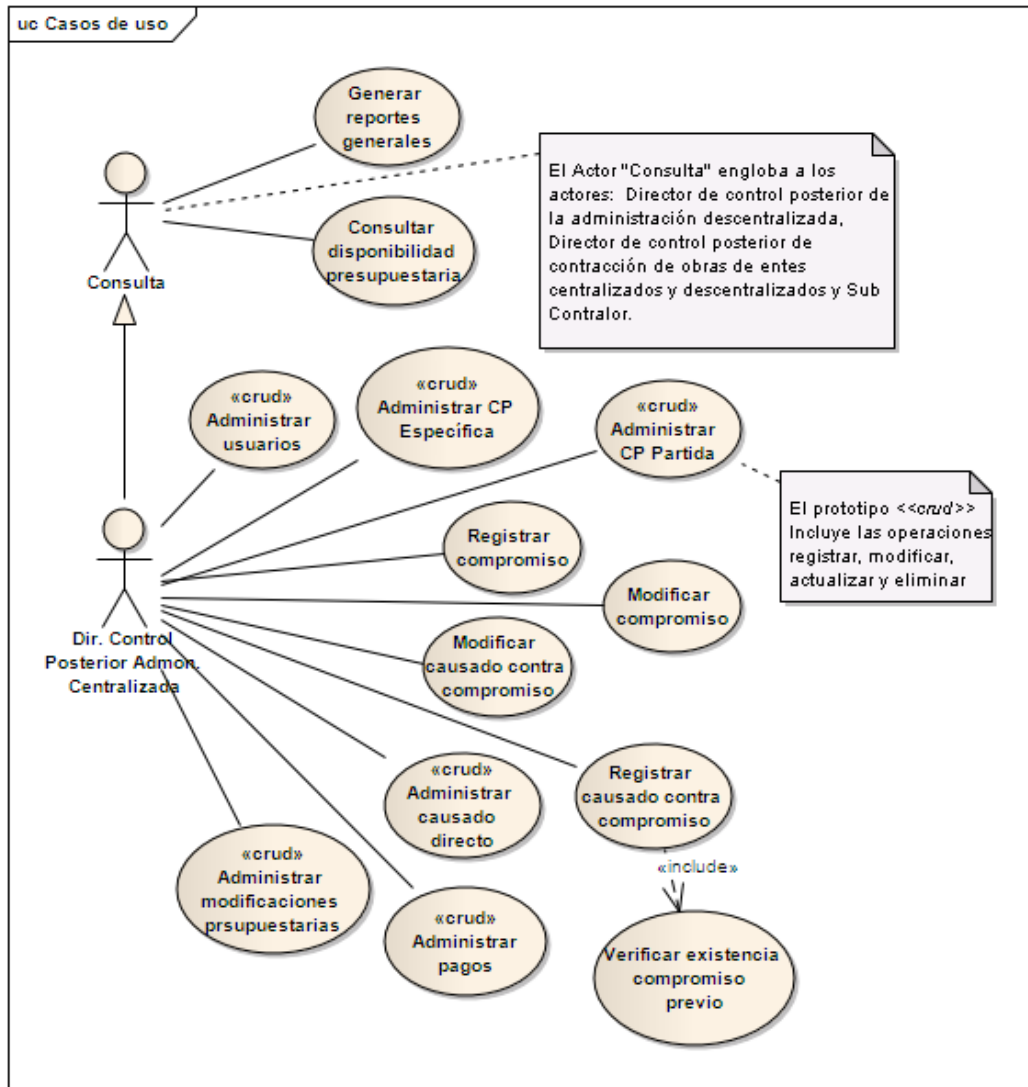 uc Casos de uso
Generar
reportes
generales
El Actor "Consulta" engloba a los
actores: Director de control posterior de
la administración descentralizada,
Director de control posterior de
contracción de obras de entes
centralizados y descentralizados y Sub
Contralor.
Consultar
disponibilidad
presupuestaria
Consulta
«crud»
Administrar
usuarios
«crud»
Administrar CP
Específica
«crud»
Administrar
CP Partida
El prototipo <<crud>>
Incluye las operaciones
registrar, modificar,
actualizar y eliminar
Registrar
compromiso
Modificar
compromiso
Dir. Control
Posterior Admon.
Centralizada
Modificar
causado contra
compromiso
«crud»
Administrar
causado
directo
Registrar
causado contra
compromiso
«include»
«crud»
Administrar
modificaciones
prsupuestarias
«crud»
Administrar
pagos
Verificar existencia
compromiso
previo